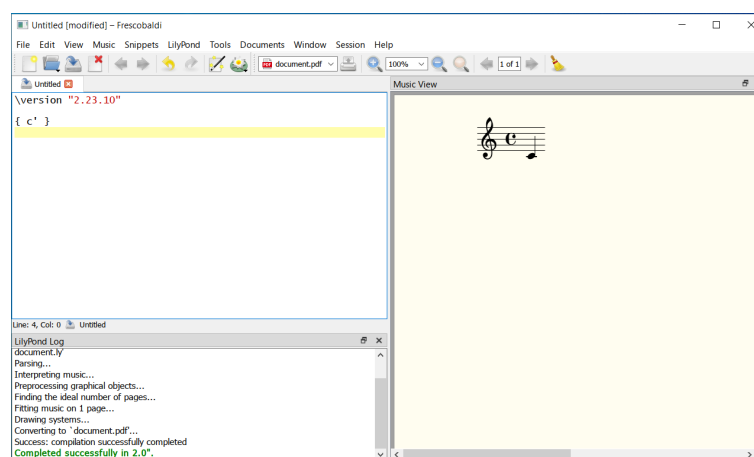 Untitled [modified] – Frescobaldi
File Edit View Music Snippets LilyPond Tools Documents Window Session Help
document.pdf 100% 1 of 1
Untitled
Music View
\version "2.23.10"
{ c' }
Line: 4, Col: 0 Untitled
LilyPond Log
document.ly'
Parsing...
Interpreting music...
Preprocessing graphical objects...
Finding the ideal number of pages...
Fitting music on 1 page...
Drawing systems...
Converting to `document.pdf'...
Success: compilation successfully completed
Completed successfully in 2.0".